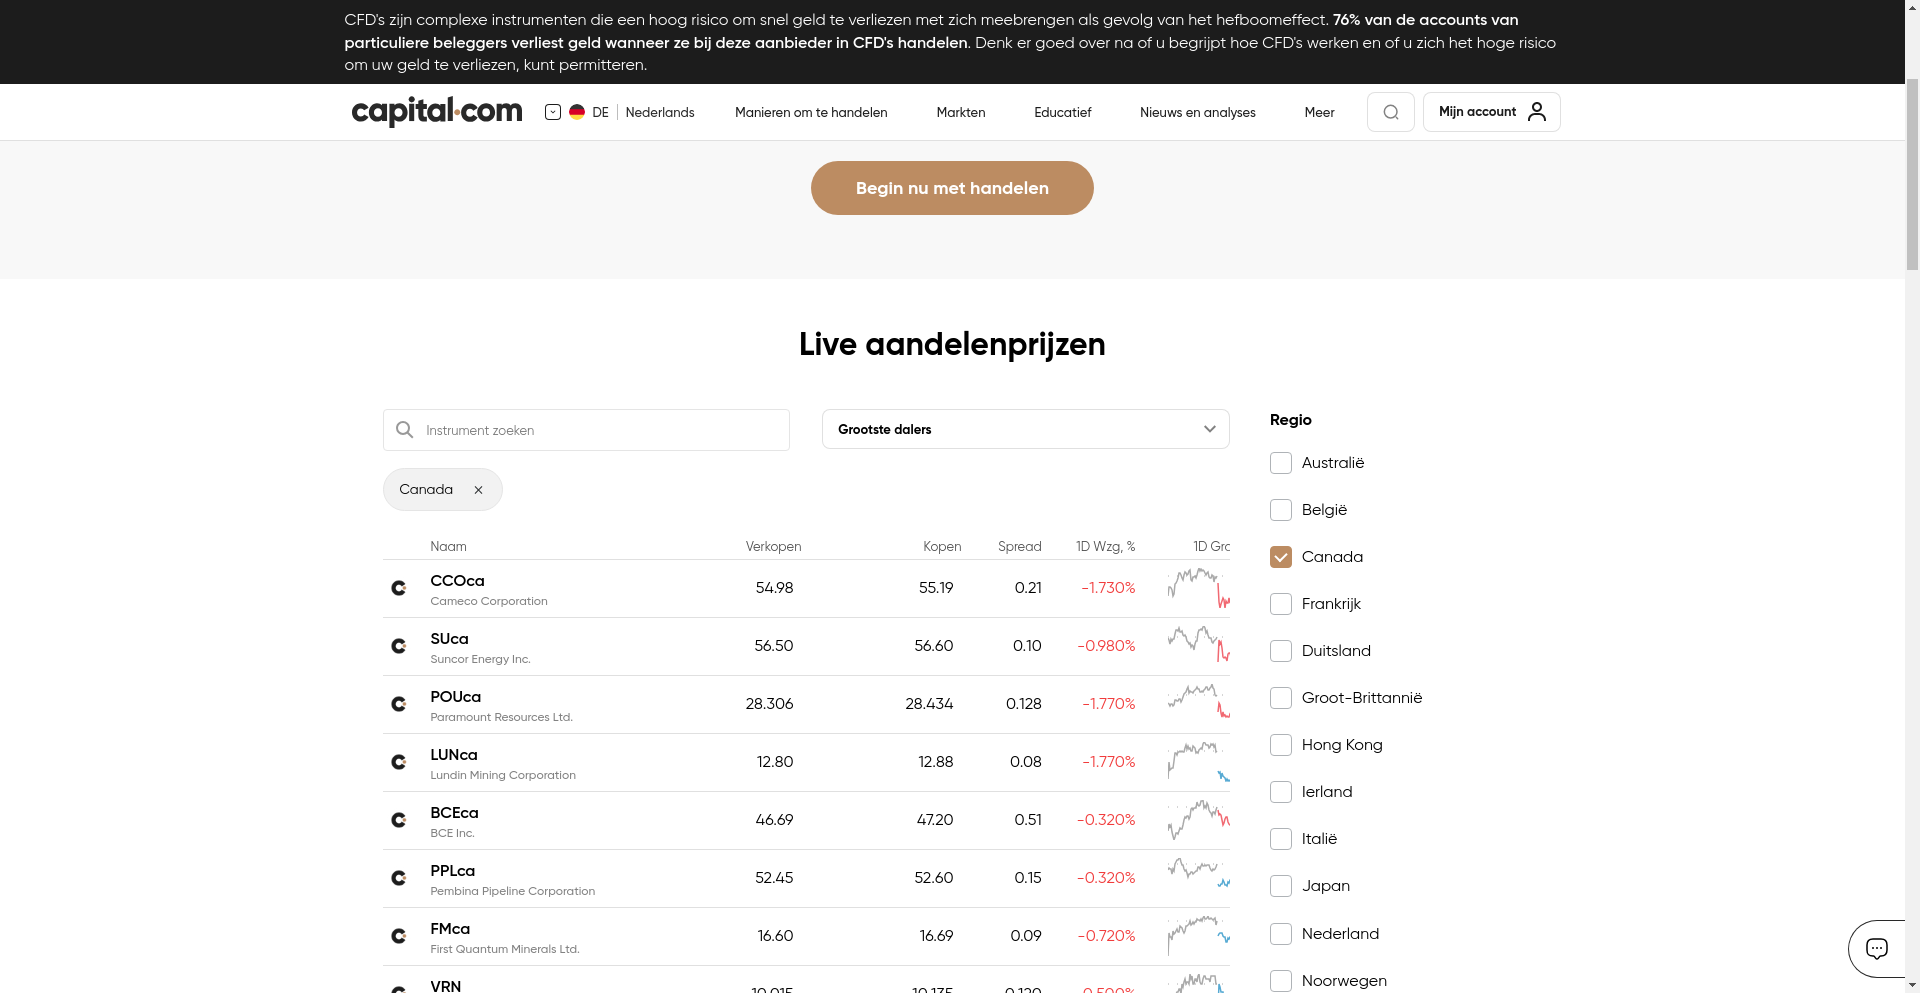 CFD's zijn complexe instrumenten die een hoog risico om snel geld te verliezen met zich meebrengen als gevolg van het hefboomeffect. 76% van de accounts van
particuliere beleggers verliest geld wanneer ze bij deze aanbieder in CFD's handelen. Denk er goed over na of u begrijpt hoe CFD's werken en of u zich het hoge risico
om uw geld te verliezen, kunt permitteren.
capital.com DE Nederlands Manieren om te handelen Markten Educatief Nieuws en analyses Meer Mijn account
Begin nu met handelen
Live aandelenprijzen
Instrument zoeken
Grootste dalers
Canada
Naam Verkopen Kopen Spread 1D Wzg, %
CCOca 54.98 55.19 0.21 -1.730%
Cameco Corporation
SUca 56.50 56.60 0.10 -0.980%
Suncor Energy Inc.
POUca 28.306 28.434 0.128 -1.770%
Paramount Resources Ltd.
LUNca 12.80 12.88 0.08 -1.770%
Lundin Mining Corporation
BCEca 46.69 47.20 0.51 -0.320%
BCE Inc.
PPLca 52.45 52.60 0.15 -0.320%
Pembina Pipeline Corporation
FMca 16.60 16.69 0.09 -0.720%
First Quantum Minerals Ltd.
VRN
Regio
Australië
België
Canada
Frankrijk
Duitsland
Groot-Brittannië
Hong Kong
Ierland
Italië
Japan
Nederland
Noorwegen